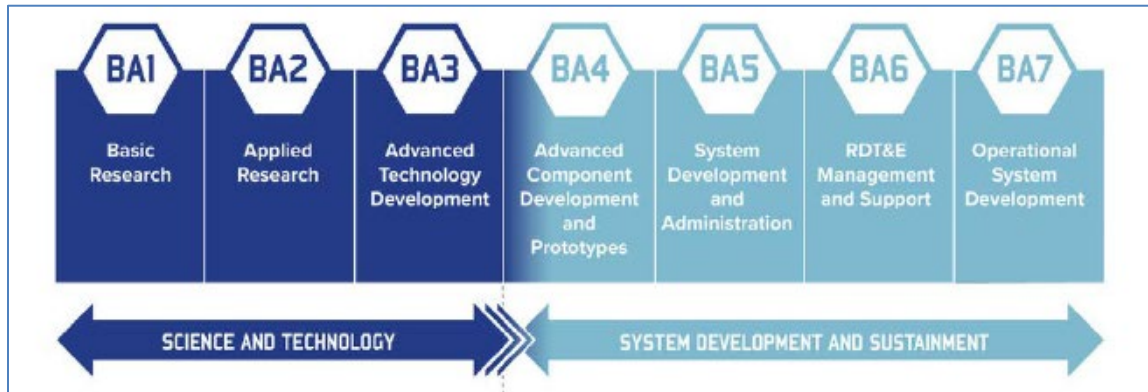 BA1
BA2
BA3
BA4
BA5
BA6
BA7
Basic
Research
Applied
Research
Advanced
Technology
Development
Advanced
Component
Development
and
Prototypes
System
Development
and
Administration
RDT&E
Management
and Support
Operational
System
Development
SCIENCE AND TECHNOLOGY
SYSTEM DEVELOPMENT AND SUSTAINMENT